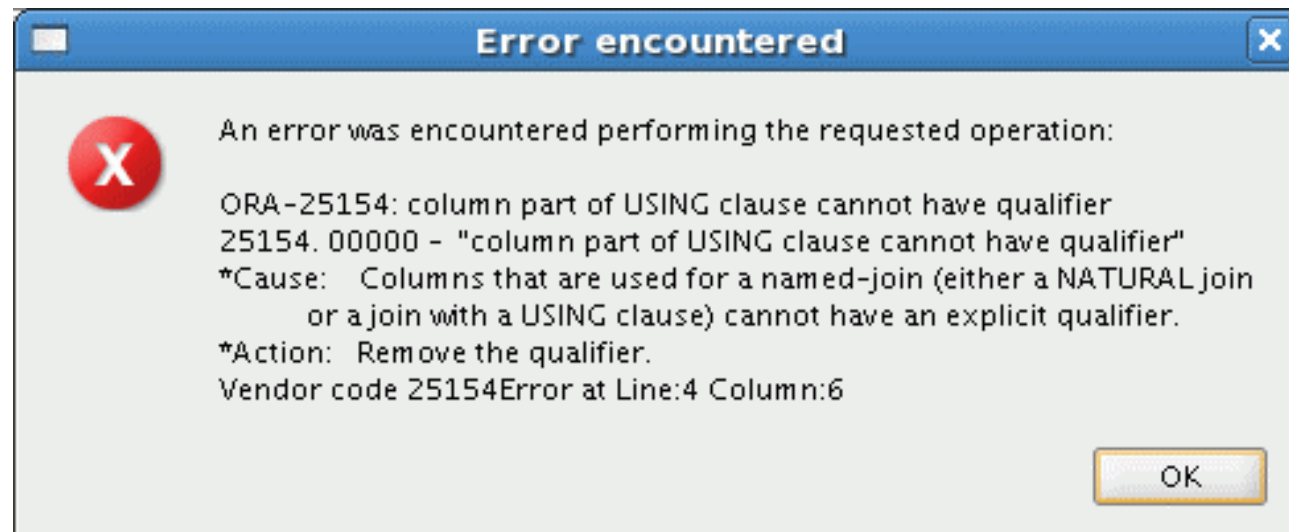 Error encountered
An error was encountered performing the requested operation:
ORA-25154: column part of USING clause cannot have qualifier
25154. 00000 - "column part of USING clause cannot have qualifier"
*Cause: Columns that are used for a named-join (either a NATURAL join
or a join with a USING clause) cannot have an explicit qualifier.
*Action: Remove the qualifier.
Vendor code 25154Error at Line:4 Column:6
OK